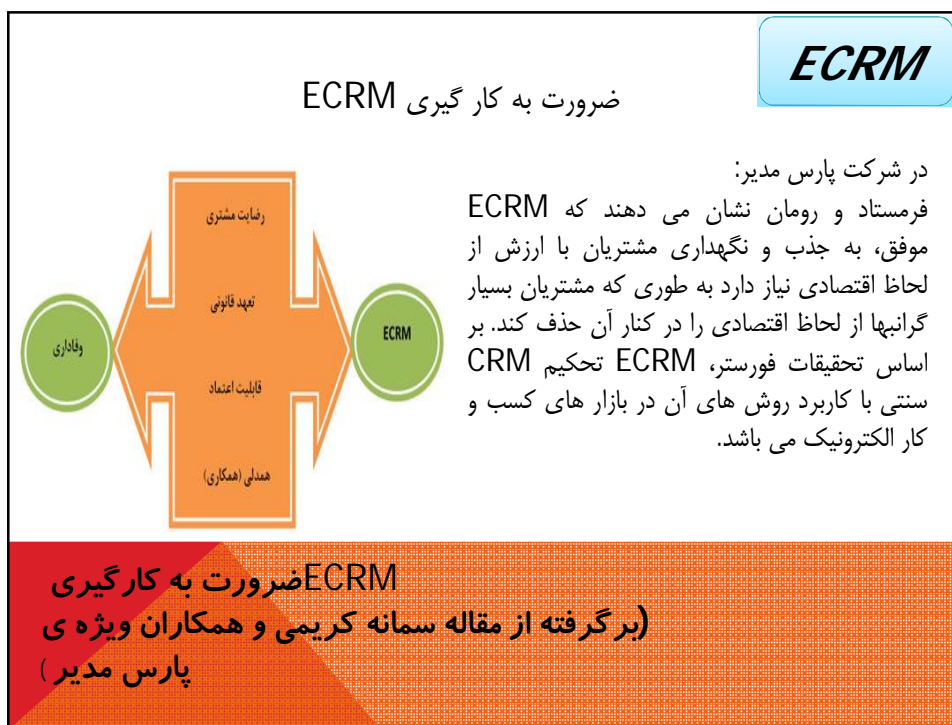 ECRM
ضرورت به کار گیری ECRM
در شرکت پارس مدیر:
فرمستاد و رومان نشان می دهند که ECRM
موفق، به جذب و نگهداری مشتریان با ارزش از
لحاظ اقتصادی نیاز دارد به طوری که مشتریان بسیار
گرانبها از لحاظ اقتصادی را در کنار آن حذف کند. بر
اساس تحقیقات فورستر، ECRM تحکیم CRM
سنتی با کاربرد روش های آن در بازار های کسب و
کار الکترونیک می باشد.
رضایت مشتری
تعهد قانونی
ECRM
وفاداری
قابلیت اعتماد
همدلی (همکاری)
ECRMضرورت به کارگیری
(بر گرفته از مقاله سمانه کریمی و همکاران ویژه ی
پارس مدیر )